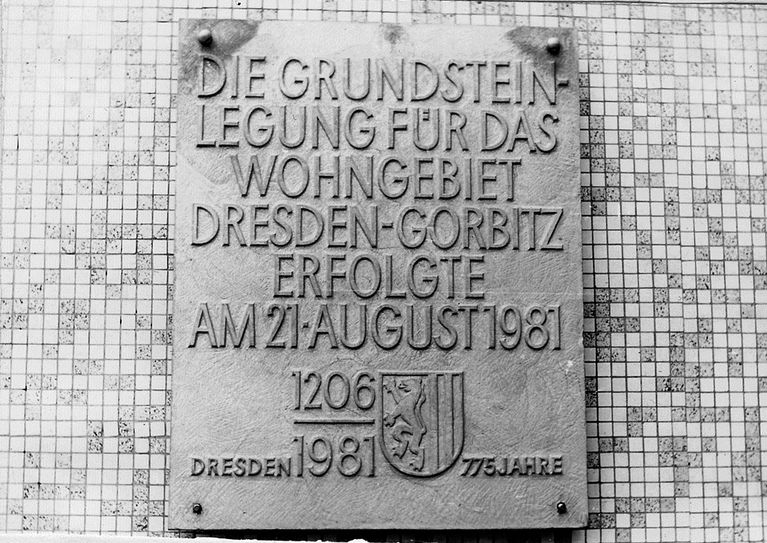 DIE GRUNDSTEIN-
LEGUNG FÜR DAS
WOHNGEBIET
DRESDEN-GORBITZ
ERFOLGTE
AM 21·AUGUST 1981
1206
DRESDEN 1981 775 JAHRE